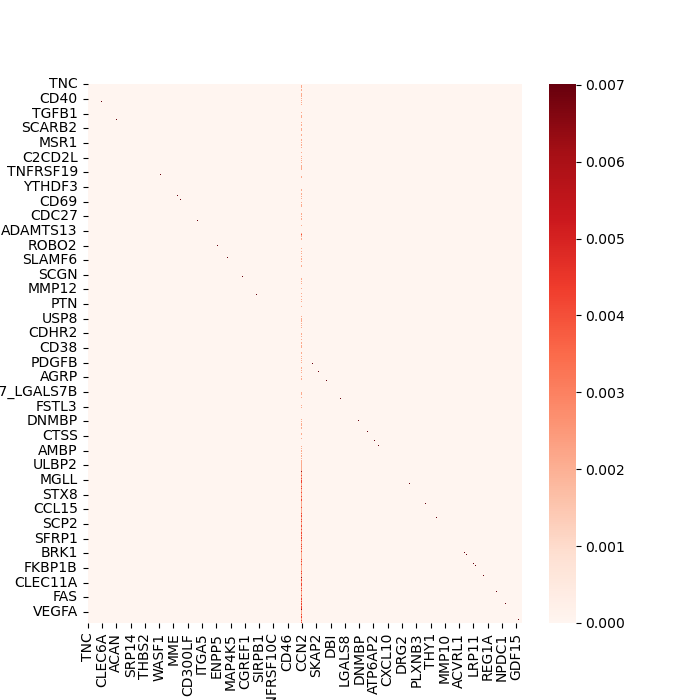 TNC
CD40
TGFB1
SCARB2
MSR1
C2CD2L
TNFRSF19
YTHDF3
CD69
CDC27
ADAMTS13
ROBO2
SLAMF6
SCGN
MMP12
PTN
USP8
CDHR2
CD38
PDGFB
AGRP
7_LGALS7B
FSTL3
DNMBP
CTSS
AMBP
ULBP2
MGLL
STX8
CCL15
SCP2
SFRP1
BRK1
FKBP1B
CLEC11A
FAS
VEGFA
TNC
CLEC6A
ACAN
SRP14
THBS2
WASF1
MME
CD300LF
ITGA5
ENPP5
MAP4K5
CGREF1
SIRPB1
NFRSF10C
CD46
CCN2
SKAP2
DBI
LGALS8
DNMBP
ATP6AP2
CXCL10
DRG2
PLXNB3
THY1
MMP10
ACVRL1
LRP11
REG1A
NPDC1
GDF15
0.007
0.006
0.005
0.004
0.003
0.002
0.001
0.000